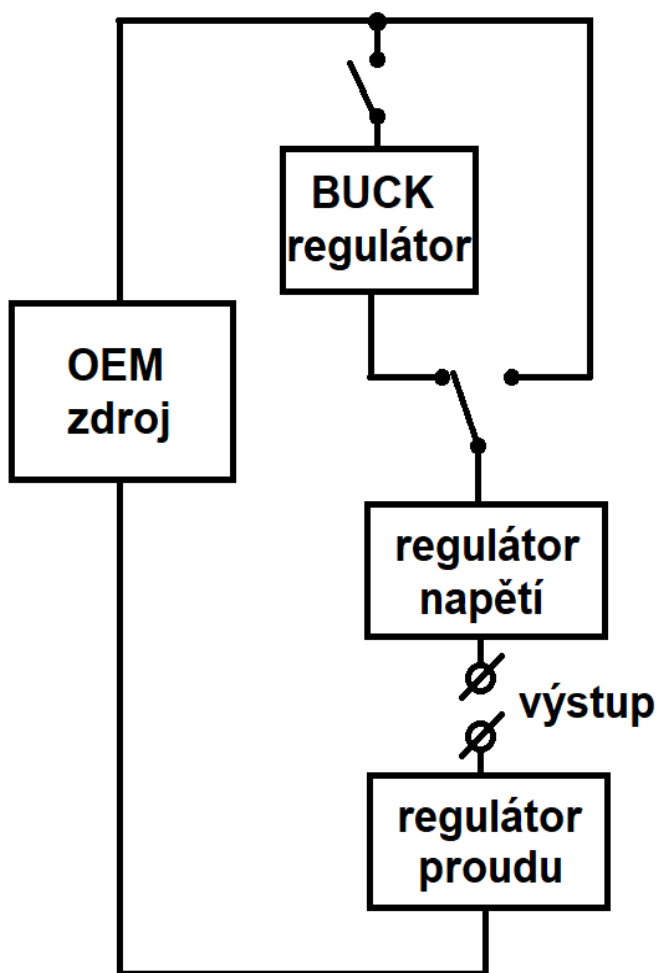 BUCK
regulátor
OEM
zdroj
regulátor
napětí
výstup
regulátor
proudu